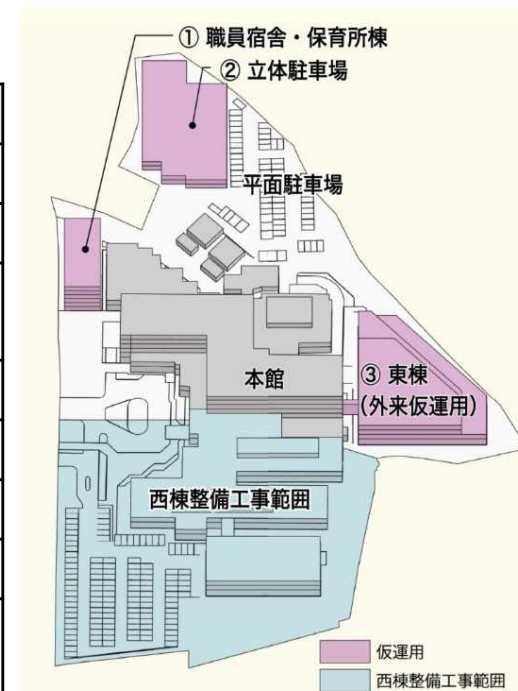 ① 職員宿舎・保育所棟
② 立体駐車場
平面駐車場
本館
③ 東棟
（外来仮運用）
西棟整備工事範囲
仮運用
西棟整備工事範囲